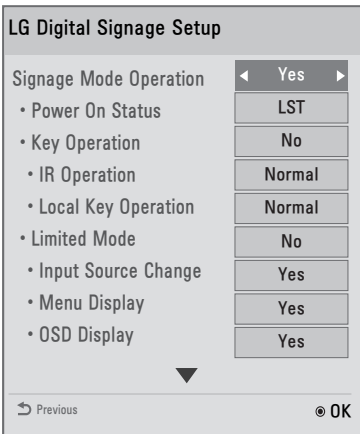 LG Digital Signage Setup
Signage Mode Operation ◀ Yes ▶
• Power On Status LST
• Key Operation No
• IR Operation Normal
• Local Key Operation Normal
• Limited Mode No
• Input Source Change Yes
• Menu Display Yes
• OSD Display Yes
Previous ◉ OK